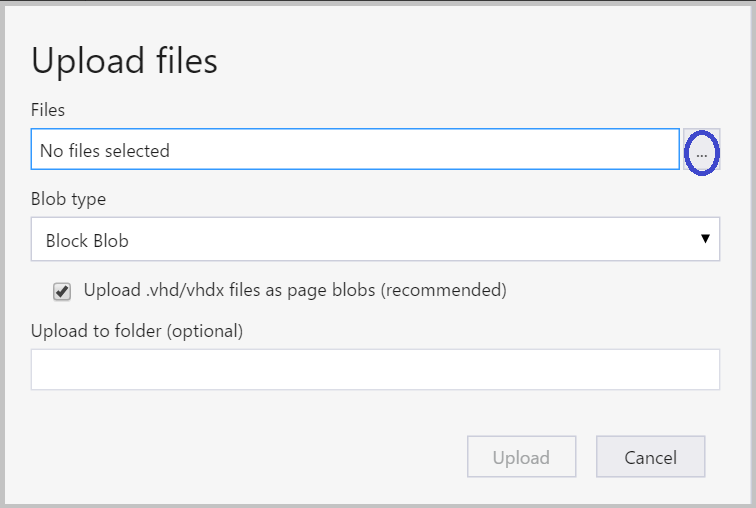 Upload files
Files
No files selected
...
Blob type
Block Blob
Upload .vhd/vhdx files as page blobs (recommended)
Upload to folder (optional)
Upload
Cancel